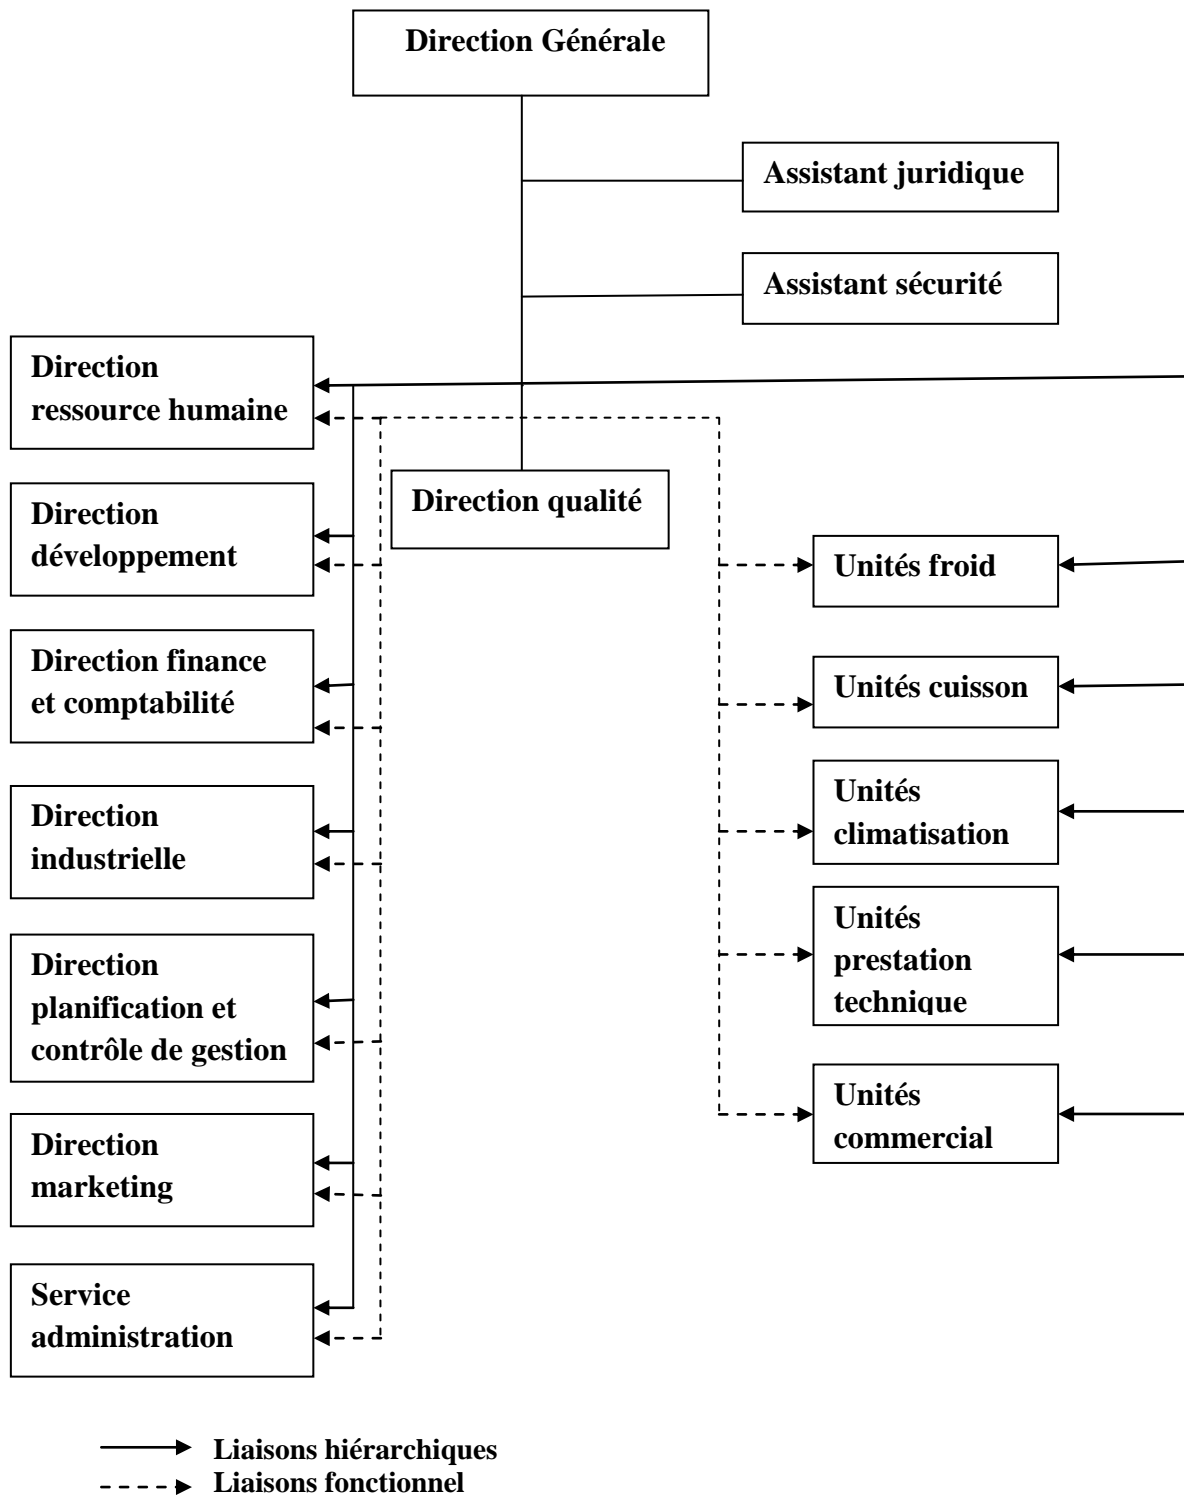 Direction Générale
Assistant juridique
Assistant sécurité
Direction
ressource humaine
Direction qualité
Direction
développement
Direction finance
et comptabilité
Direction
industrielle
Direction
planification et
contrôle de gestion
Direction
marketing
Service
administration
Unités froid
Unités cuisson
Unités
climatisation
Unités
prestation
technique
Unités
commercial
Liaisons hiérarchiques
Liaisons fonctionnel